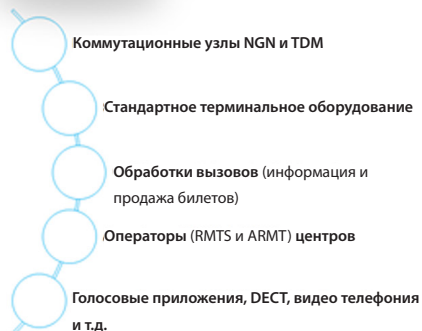 Коммутационные узлы NGN и TDM
Стандартное терминальное оборудование
Обработки вызовов (информация и
продажа билетов)
Операторы (RMTS и ARMT) центров
Голосовые приложения, DECT, видео телефония
и т.д.